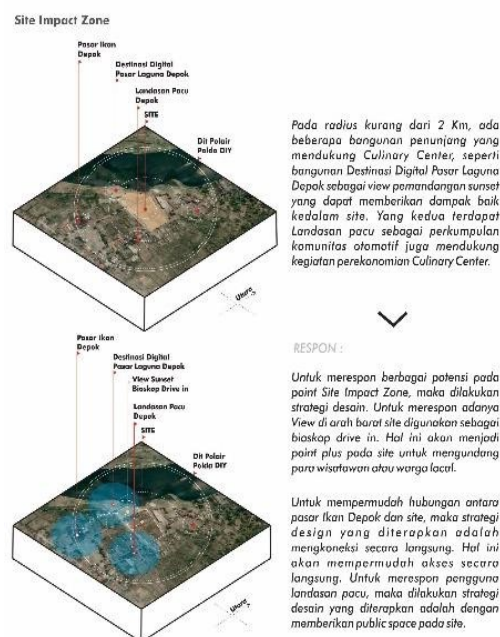 Site Impact Zone
Pasar Ikan
Depok
Destinasi Digital
Pasar Laguna Depok
Landasan Pacu
Depok
SITE
Dit Polair
Polda DIY
Utara
Pada radius kurang dari 2 Km, ada
beberapa bangunan penunjang yang
mendukung Culinary Center, seperti
bangunan Destinasi Digital Pasar Laguna
Depok sebagai view pemandangan sunset
yang dapat memberikan dampak baik
kedalam site. Yang kedua terdapat
Landasan pacu sebagai perkumpulan
komunitas otomotif juga mendukung
kegiatan perekonomian Culinary Center.
Pasar Ikan
Depok
Destinasi Digital
Pasar Laguna Depok
View Sunset
Bioskop Drive in
Landasan Pacu
Depok
SITE
Dit Polair
Polda DIY
Utara
RESPON :
Untuk merespon berbagai potensi pada
point Site Impact Zone, maka dilakukan
strategi desain. Untuk merespon adanya
View di arah barat site digunakan sebagai
bioskop drive in. Hal ini akan menjadi
point plus pada site untuk mengundang
para wisatawan atau warga local.
Untuk mempermudah hubungan antara
pasar Ikan Depok dan site, maka strategi
design yang diterapkan adalah
mengkoneksi secara langsung. Hal ini
akan mempermudah akses secara
langsung. Untuk merespon pengguna
landasan pacu, maka dilakukan strategi
desain yang diterapkan adalah dengan
memberikan public space pada site.